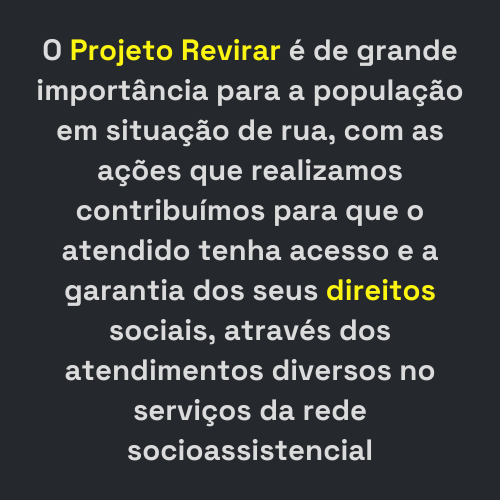 O Projeto Revirar é de grande
importância para a população
em situação de rua, com as
ações que realizamos
contribuímos para que o
atendido tenha acesso e a
garantia dos seus direitos
sociais, através dos
atendimentos diversos no
serviços da rede
socioassistencial